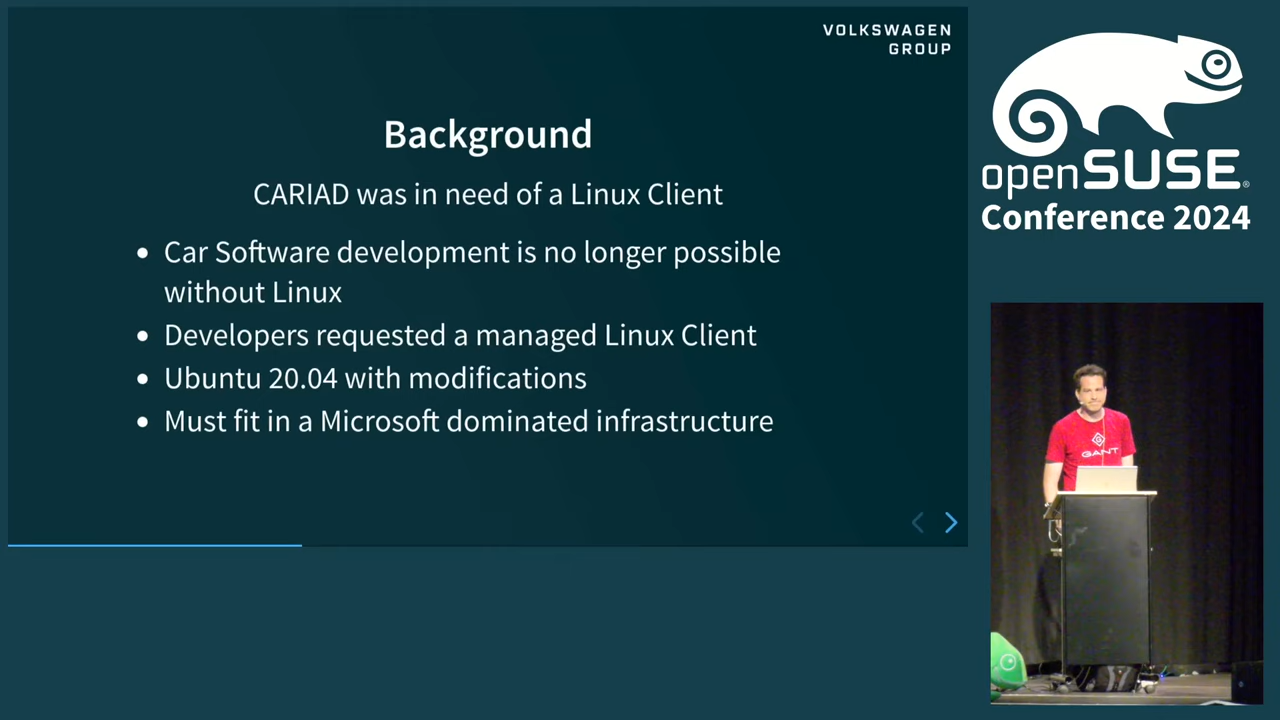 VOLKSWAGEN
GROUP
Background
CARIAD was in need of a Linux Client
• Car Software development is no longer possible
without Linux
• Developers requested a managed Linux Client
• Ubuntu 20.04 with modifications
• Must fit in a Microsoft dominated infrastructure
openSUSE®
Conference 2024
GANT